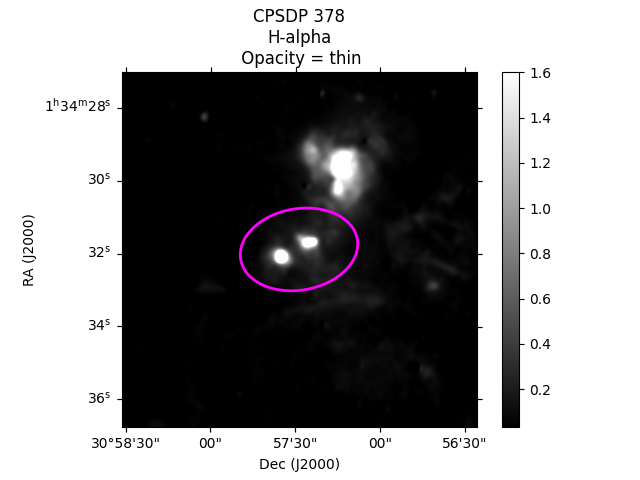 CPSDP 378
H-alpha
Opacity = thin
1h34m28s
30s
32s
34s
36s
RA (J2000)
30°58'30"
00"
57'30"
00"
56'30"
Dec (J2000)
1.6
1.4
1.2
1.0
0.8
0.6
0.4
0.2